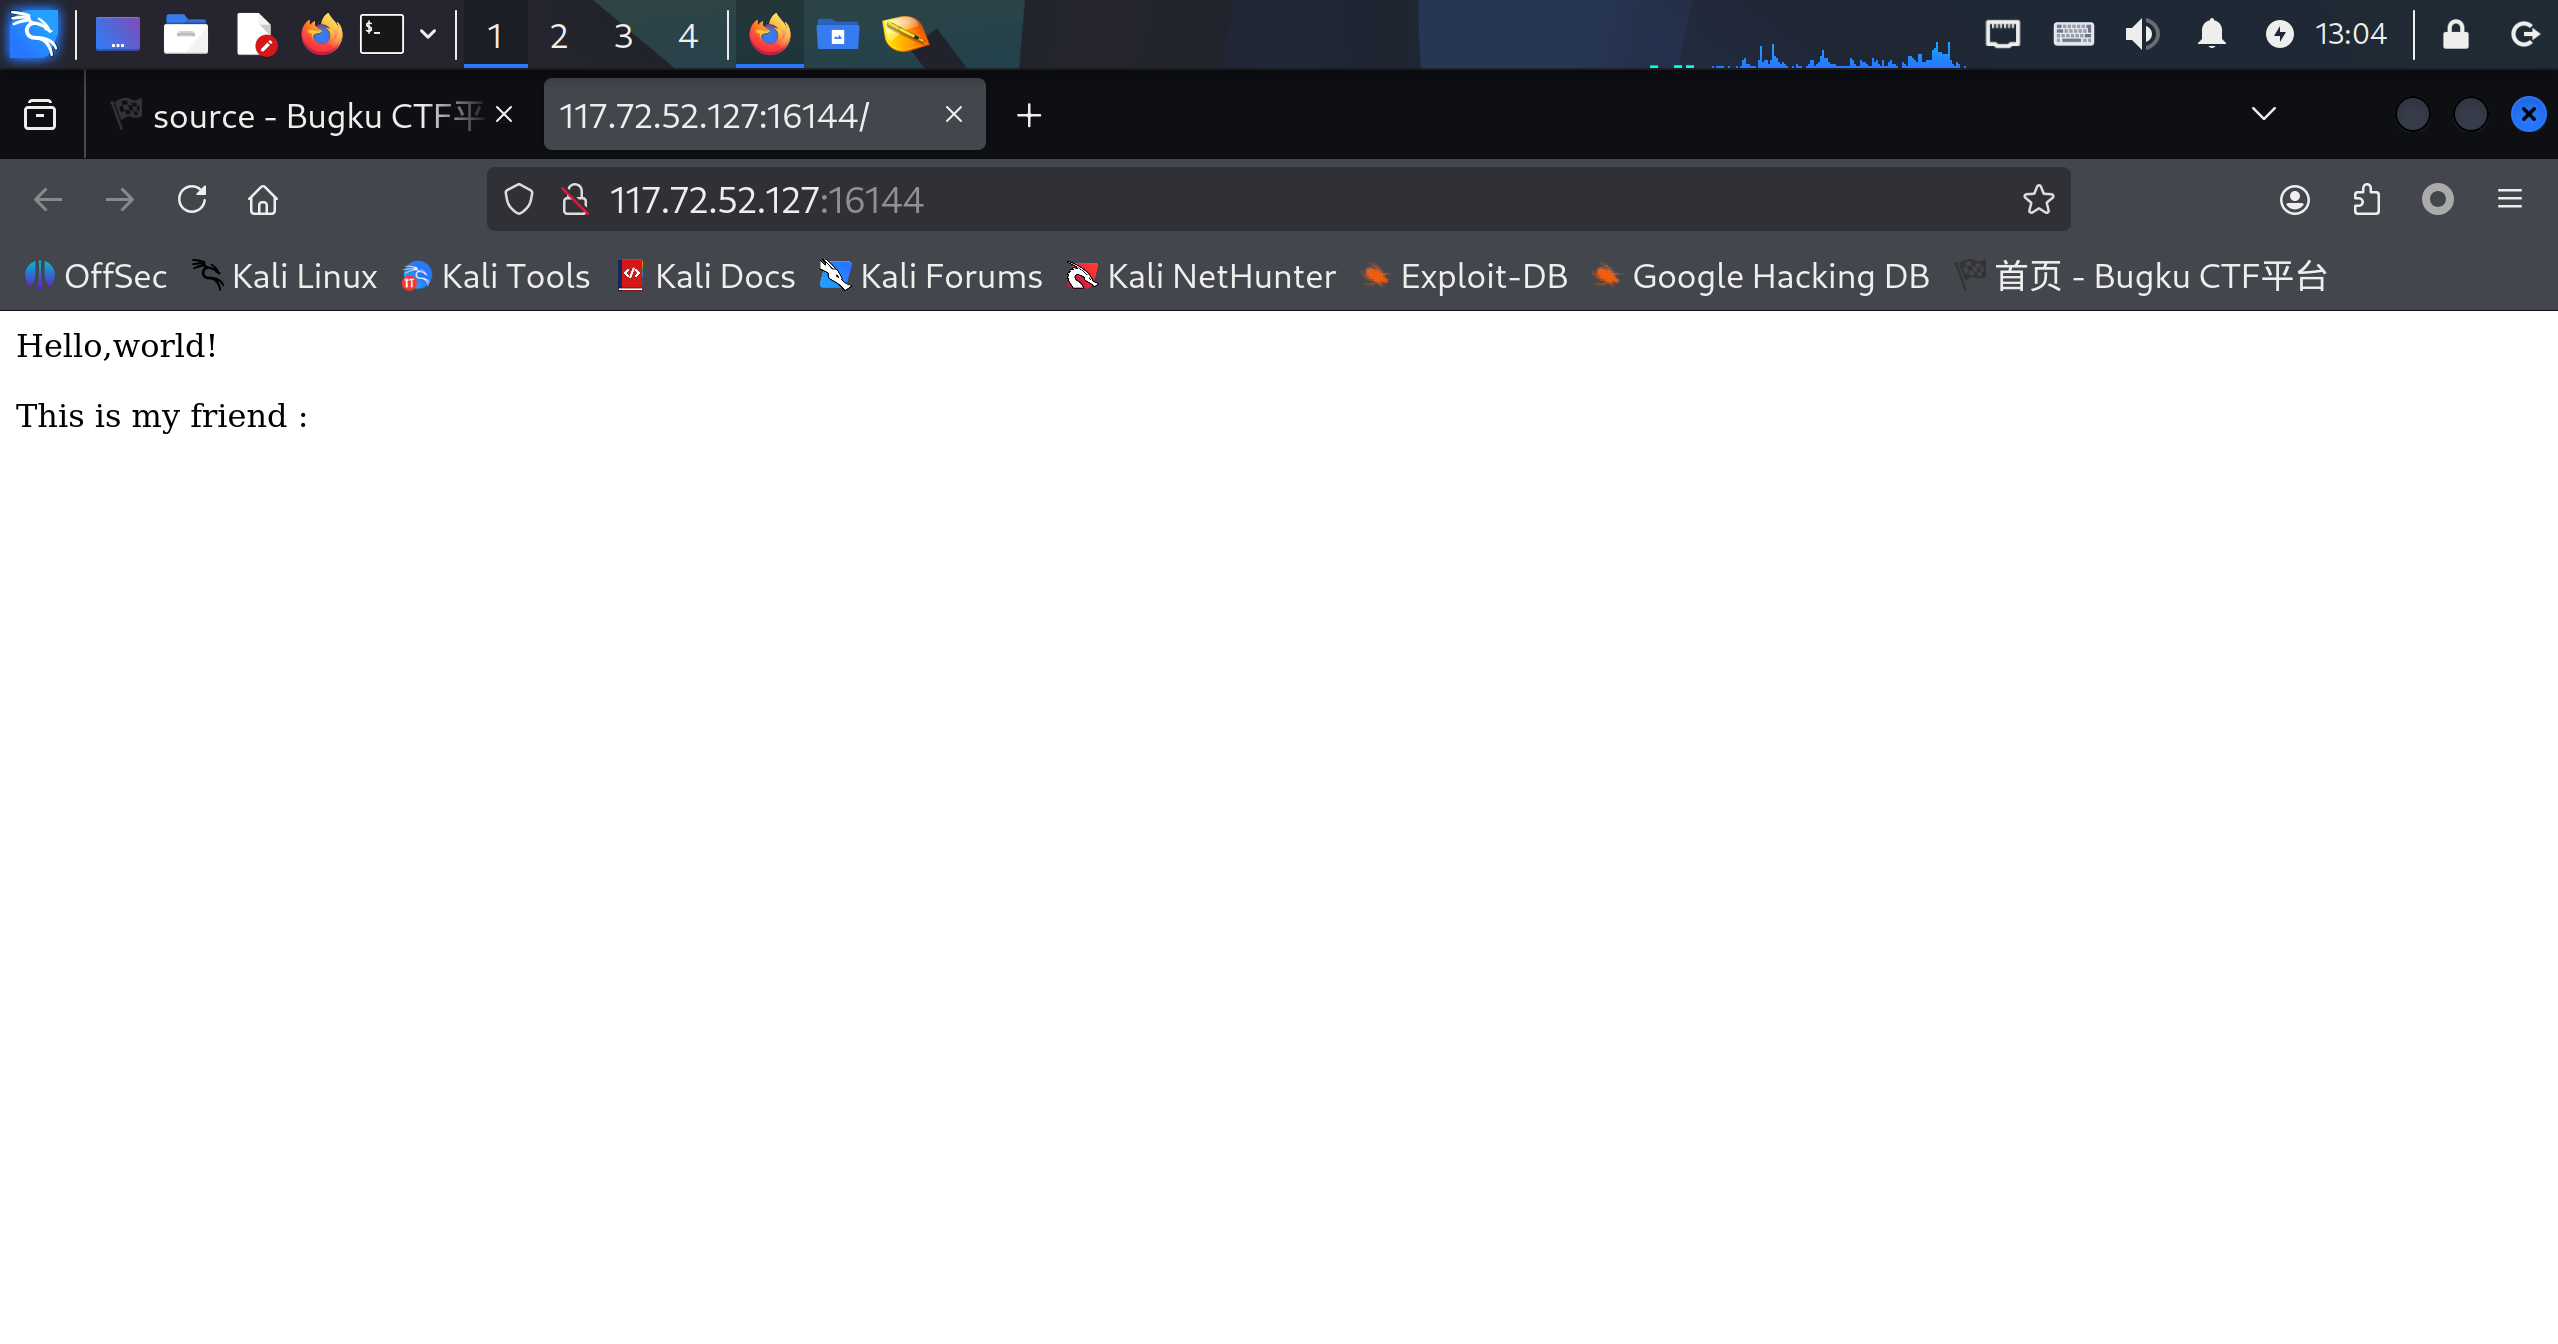 $- 1 2 3 4 13:04
source - Bugku CTF平 117.72.52.127:16144/
117.72.52.127:16144
OffSec Kali Linux Kali Tools Kali Docs Kali Forums Kali NetHunter Exploit-DB Google Hacking DB 首页 - Bugku CTF平台
Hello,world!
This is my friend :